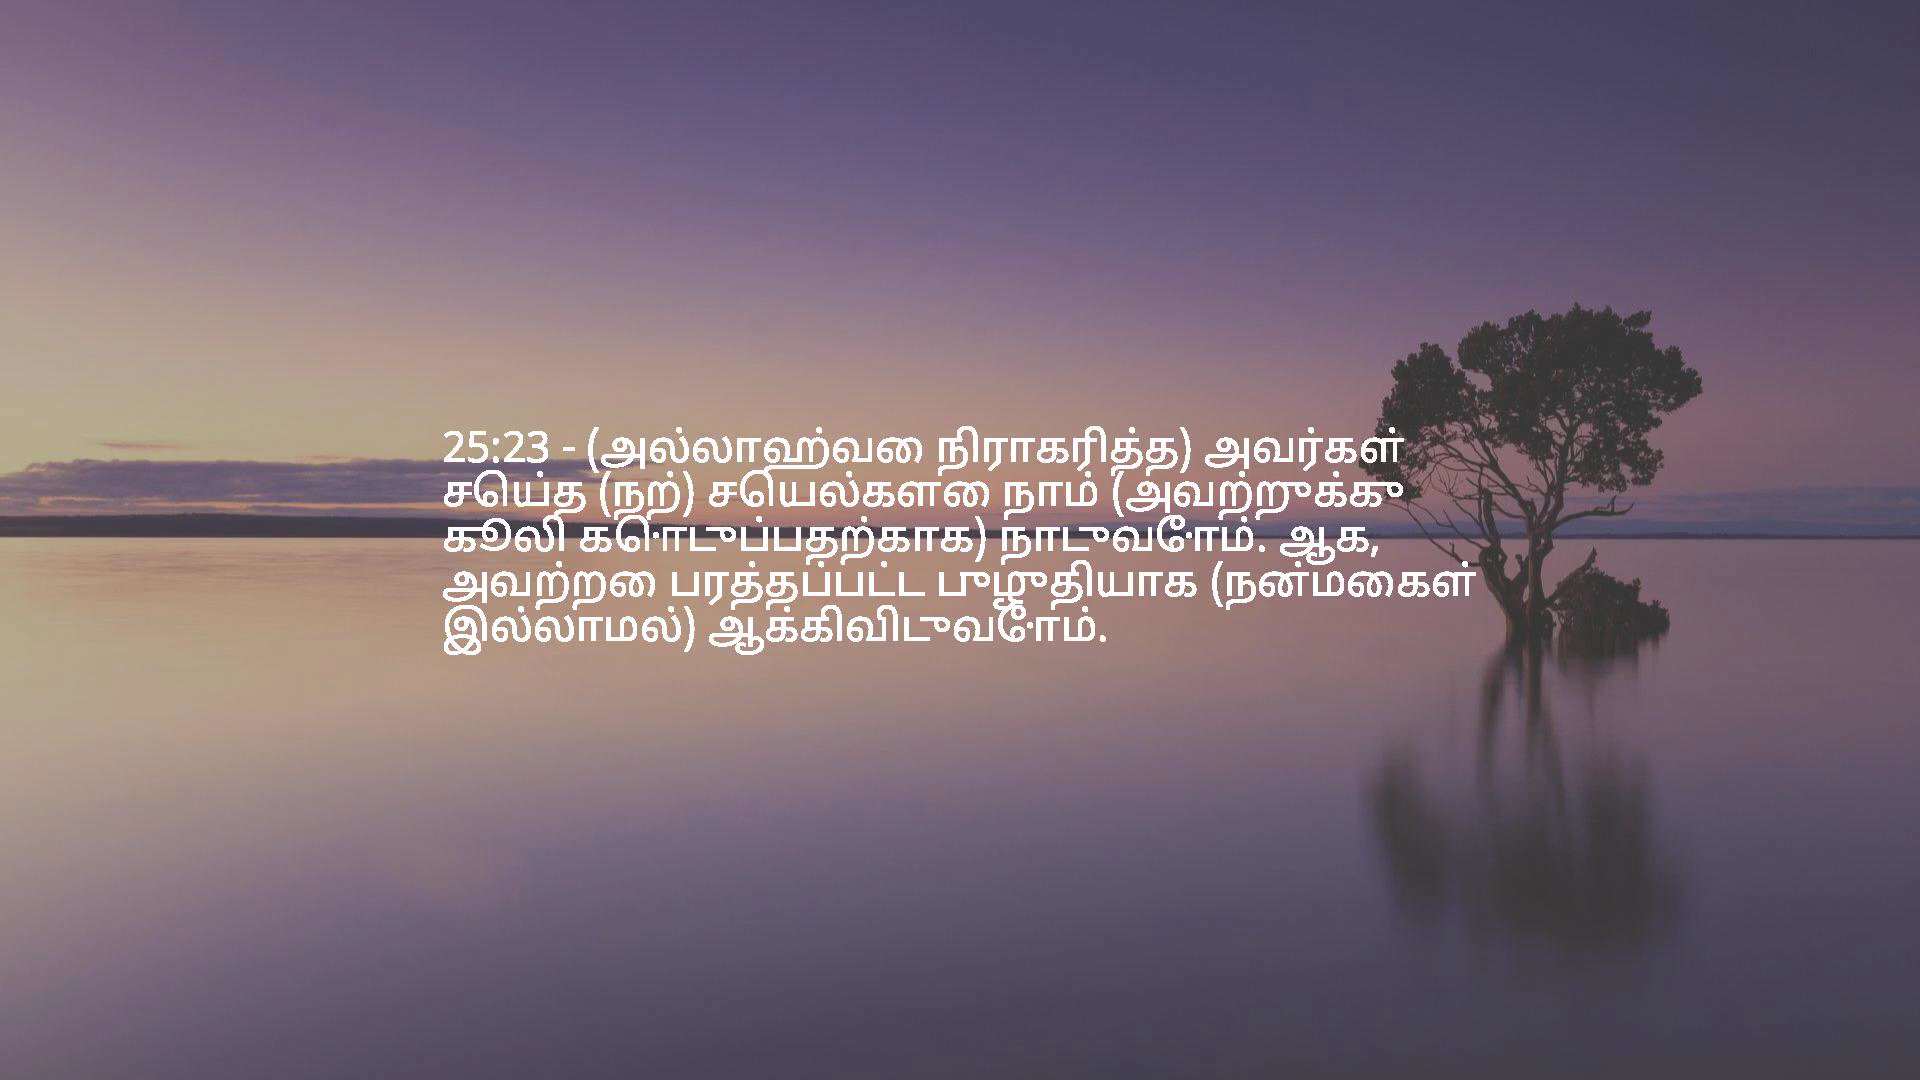 25:23 - (அல்லாஹ்வை நிராகரித்த) அவர்கள்
செய்த (நற்) செயல்களை நாம் (அவற்றுக்கு
கூலி கொடுப்பதற்காக) நாடுவோம். ஆக,
அவற்றை பரத்தப்பட்ட புழுதியாக (நன்மைகள்
இல்லாமல்) ஆக்கிவிடுவோம்.